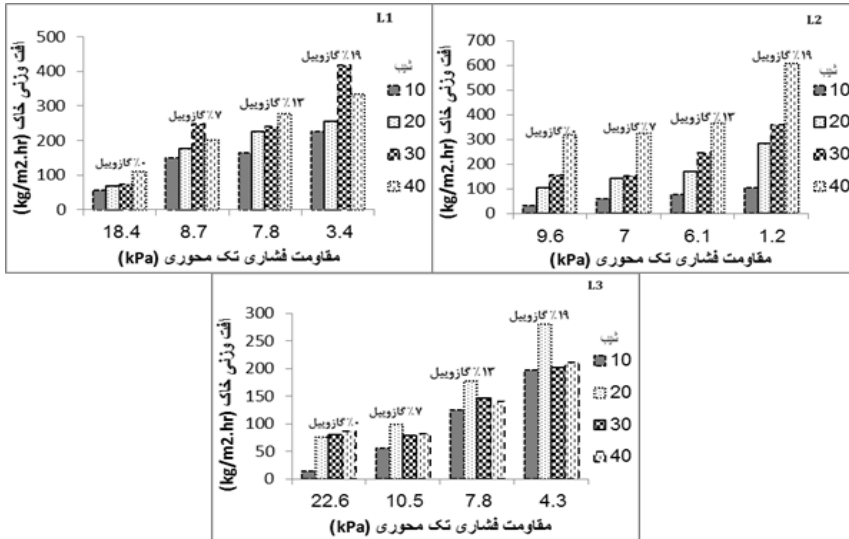 L1
افت وزنی خاک (kg/m2.hr)
500
400
300
200
100
0
٪۰ گازوییل
٪۷ گازوییل
٪۱۳ گازوییل
٪۱۹ گازوییل
شیب
10
20
30
40
18.4 8.7 7.8 3.4
مقاومت فشاری تک محوری (kPa)
L2
افت وزنی خاک (kg/m2.hr)
700
600
500
400
300
200
100
0
٪۰ گازوییل
٪۷ گازوییل
٪۱۳ گازوییل
٪۱۹ گازوییل
شیب
10
20
30
40
9.6 7 6.1 1.2
مقاومت فشاری تک محوری (kPa)
L3
افت وزنی خاک (kg/m2.hr)
300
250
200
150
100
50
0
٪۰ گازوییل
٪۷ گازوییل
٪۱۳ گازوییل
٪۱۹ گازوییل
شیب
10
20
30
40
22.6 10.5 7.8 4.3
مقاومت فشاری تک محوری (kPa)